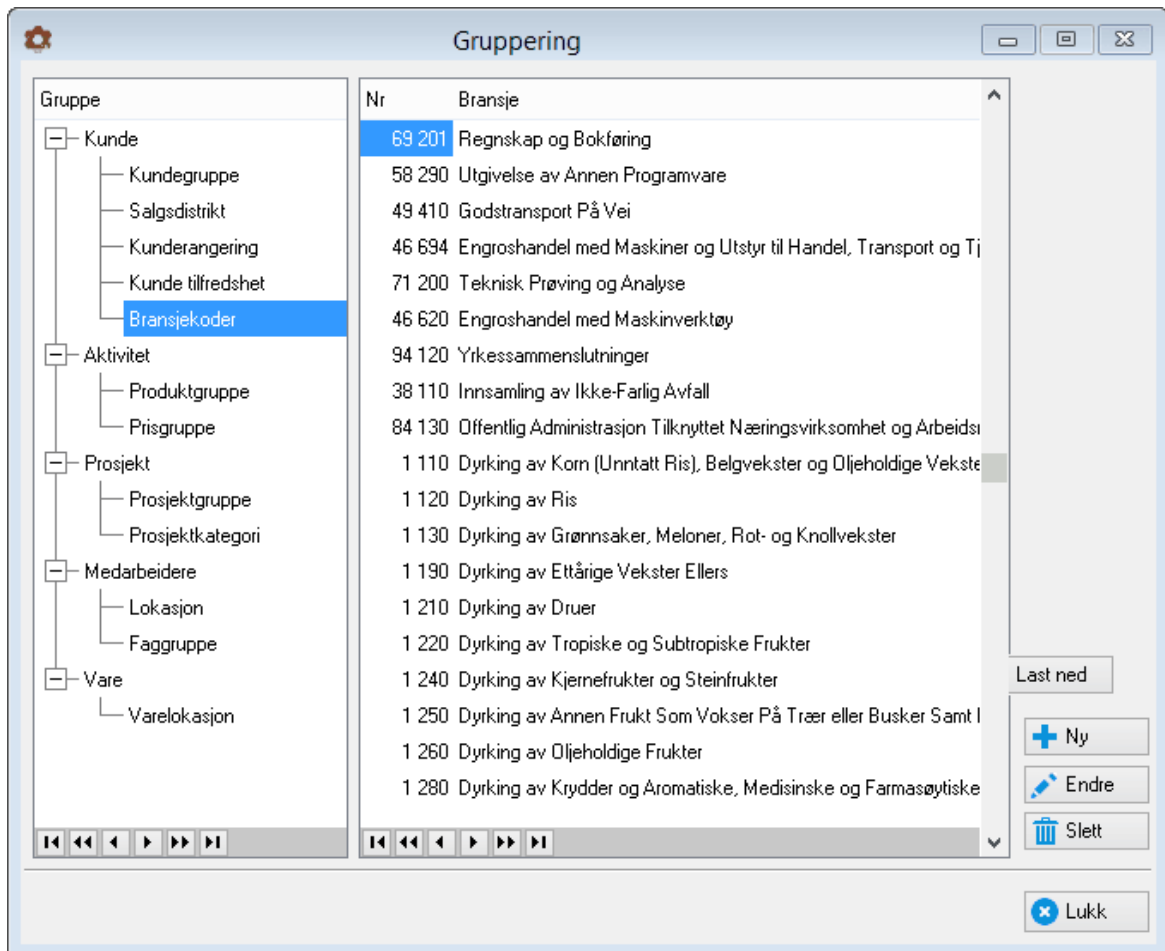 Gruppering
Gruppe
Kunde
Kundegruppe
Salgsdistrikt
Kunderangering
Kunde tilfredshet
Bransjekoder
Aktivitet
Produktgruppe
Prisgruppe
Prosjekt
Prosjektgruppe
Prosjektkategori
Medarbeidere
Lokasjon
Faggruppe
Vare
Varelokasjon
Nr Bransje
69 201 Regnskap og Bokføring
58 290 Utgivelse av Annen Programvare
49 410 Godstransport På Vei
46 694 Engroshandel med Maskiner og Utstyr til Handel, Transport og Tj
71 200 Teknisk Prøving og Analyse
46 620 Engroshandel med Maskinverktøy
94 120 Yrkessammenslutninger
38 110 Innsamling av Ikke-Farlig Avfall
84 130 Offentlig Administrasjon Tilknyttet Næringsvirksomhet og Arbeids
1 110 Dyrking av Korn (Unntatt Ris), Belgvekster og Oljeholdige Vekste
1 120 Dyrking av Ris
1 130 Dyrking av Grønnsaker, Meloner, Rot- og Knollvekster
1 190 Dyrking av Ettårige Vekster Ellers
1 210 Dyrking av Druer
1 220 Dyrking av Tropiske og Subtropiske Frukter
1 240 Dyrking av Kjernefrukter og Steinfrukter
1 250 Dyrking av Annen Frukt Som Vokser På Trær eller Busker Samt
1 260 Dyrking av Oljeholdige Frukter
1 280 Dyrking av Krydder og Aromatiske, Medisinske og Farmasøytiske
Last ned
Ny
Endre
Slett
Lukk